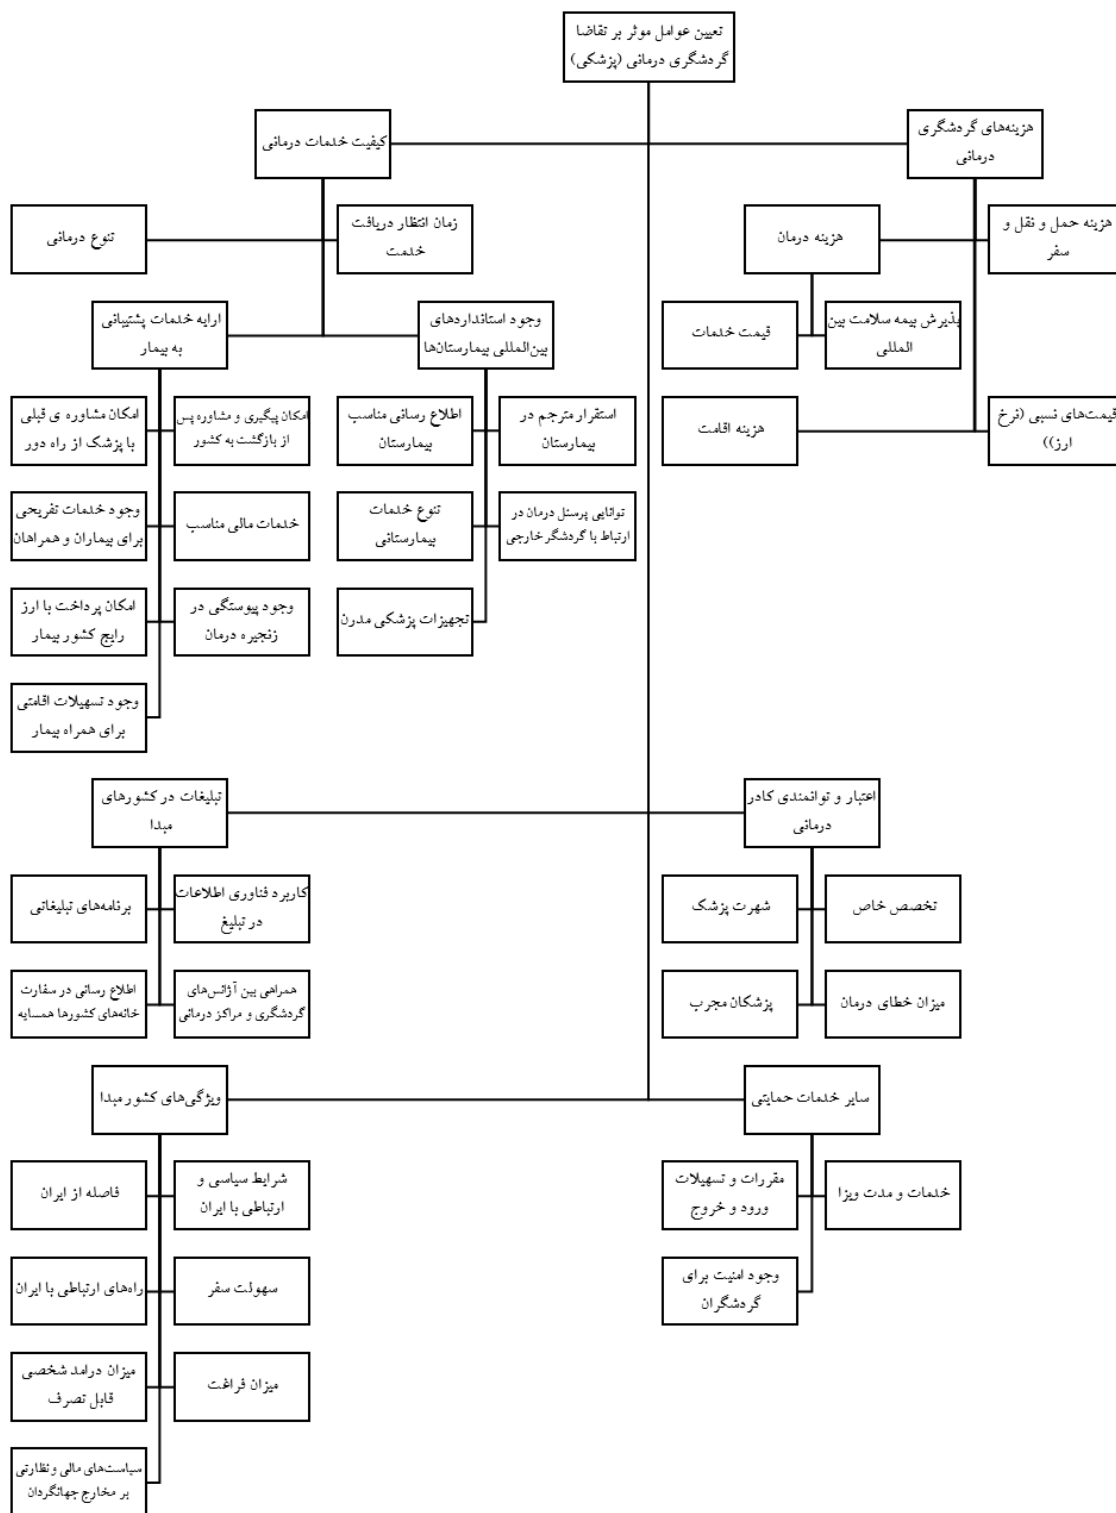 تعیین عوامل موثر بر تقاضا
گردشگری درمانی (پزشکی)
هزینه‌های گردشگری
درمانی
کیفیت خدمات درمانی
هزینه حمل و نقل و
سفر
هزینه درمان
پذیرش بیمه سلامت بین
المللی
قیمت خدمات
قیمت‌های نسبی (نرخ
ارز))
هزینه اقامت
زمان انتظار دریافت
خدمت
تنوع درمانی
وجود استانداردهای
بین‌المللی بیمارستان‌ها
ارایه خدمات پشتیبانی
به بیمار
استقرار مترجم در
بیمارستان
اطلاع رسانی مناسب
بیمارستان
توانایی پرسنل درمان در
ارتباط با گردشگر خارجی
تنوع خدمات
بیمارستانی
تجهیزات پزشکی مدرن
امکان پیگیری و مشاوره پس
از بازگشت به کشور
امکان مشاوره ی قبلی
با پزشک از راه دور
خدمات مالی مناسب
وجود خدمات تفریحی
برای بیماران و همراهان
وجود پیوستگی در
زنجیره درمان
امکان پرداخت با ارز
رایج کشور بیمار
وجود تسهیلات اقامتی
برای همراه بیمار
اعتبار و توانمندی کادر
درمانی
تبلیغات در کشورهای
مبدا
تخصص خاص
شهرت پزشک
میزان خطای درمان
پزشکان مجرب
کاربرد فناوری اطلاعات
در تبلیغ
برنامه‌های تبلیغاتی
همراهی بین آژانس‌های
گردشگری و مراکز درمانی
اطلاع رسانی در سفارت
خانه‌های کشورها همسایه
سایر خدمات حمایتی
ویژگی‌های کشور مبدا
خدمات و مدت ویزا
مقررات و تسهیلات
ورود و خروج
وجود امنیت برای
گردشگران
شرایط سیاسی و
ارتباطی با ایران
فاصله از ایران
سهولت سفر
راه‌های ارتباطی با ایران
میزان فراغت
میزان درامد شخصی
قابل تصرف
سیاست‌های مالی و نظارتی
بر مخارج جهانگردان